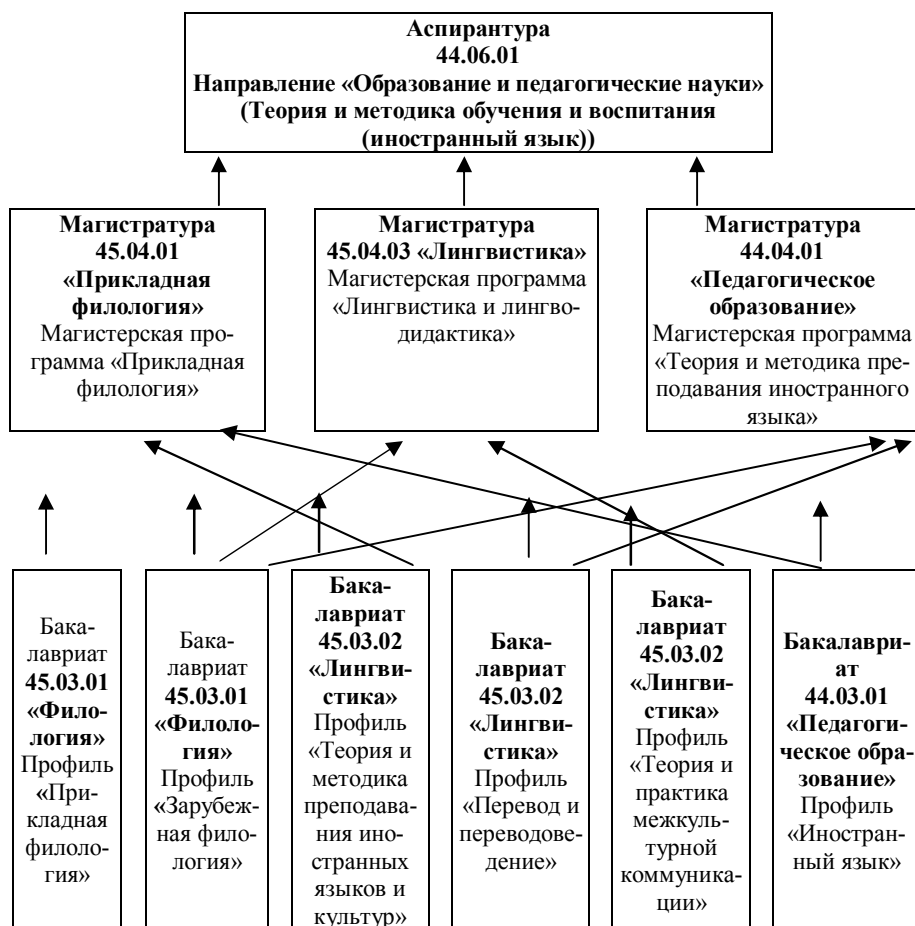 Аспирантура
44.06.01
Направление «Образование и педагогические науки»
(Теория и методика обучения и воспитания
(иностранный язык))
Магистратура
45.04.01
«Прикладная
филология»
Магистерская про-
грамма «Прикладная
филология»
Магистратура
45.04.03 «Лингвистика»
Магистерская программа
«Лингвистика и лингво-
дидактика»
Магистратура
44.04.01
«Педагогическое
образование»
Магистерская программа
«Теория и методика пре-
подавания иностранного
языка»
Бака-
лавриат
45.03.01
«Фило-
логия»
Профиль
«При-
кладная
филоло-
гия»
Бака-
лавриат
45.03.01
«Филоло-
гия»
Профиль
«Зарубеж-
ная фило-
логия»
Бака-
лавриат
45.03.02
«Лингви-
стика»
Профиль
«Теория и
методика
преподава-
ния ино-
странных
языков и
культур»
Бака-
лавриат
45.03.02
«Лингви-
стика»
Профиль
«Перевод и
переводове-
дение»
Бака-
лавриат
45.03.02
«Лингви-
стика»
Профиль
«Теория и
практика
межкуль-
турной
коммуника-
ции»
Бакалаври-
ат
44.03.01
«Педагоги-
ческое обра-
зование»
Профиль
«Иностран-
ный язык»